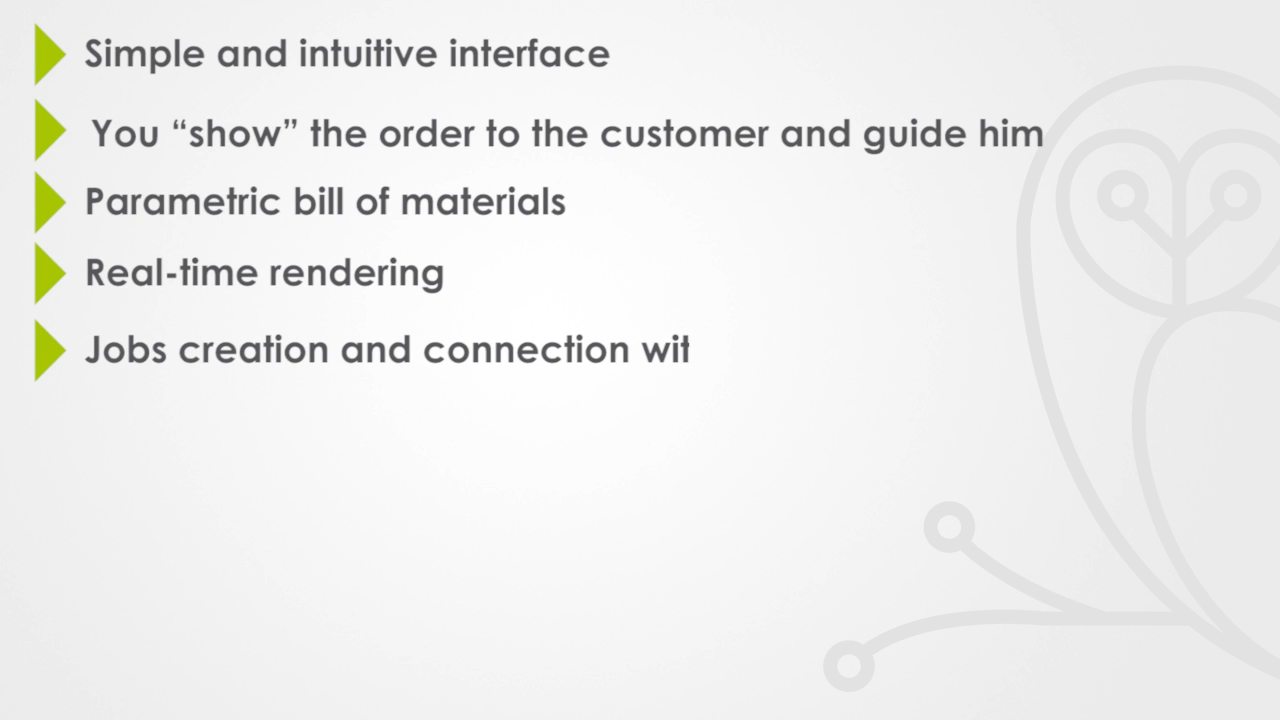 Simple and intuitive interface
You “show” the order to the customer and guide him
Parametric bill of materials
Real-time rendering
Jobs creation and connection wit